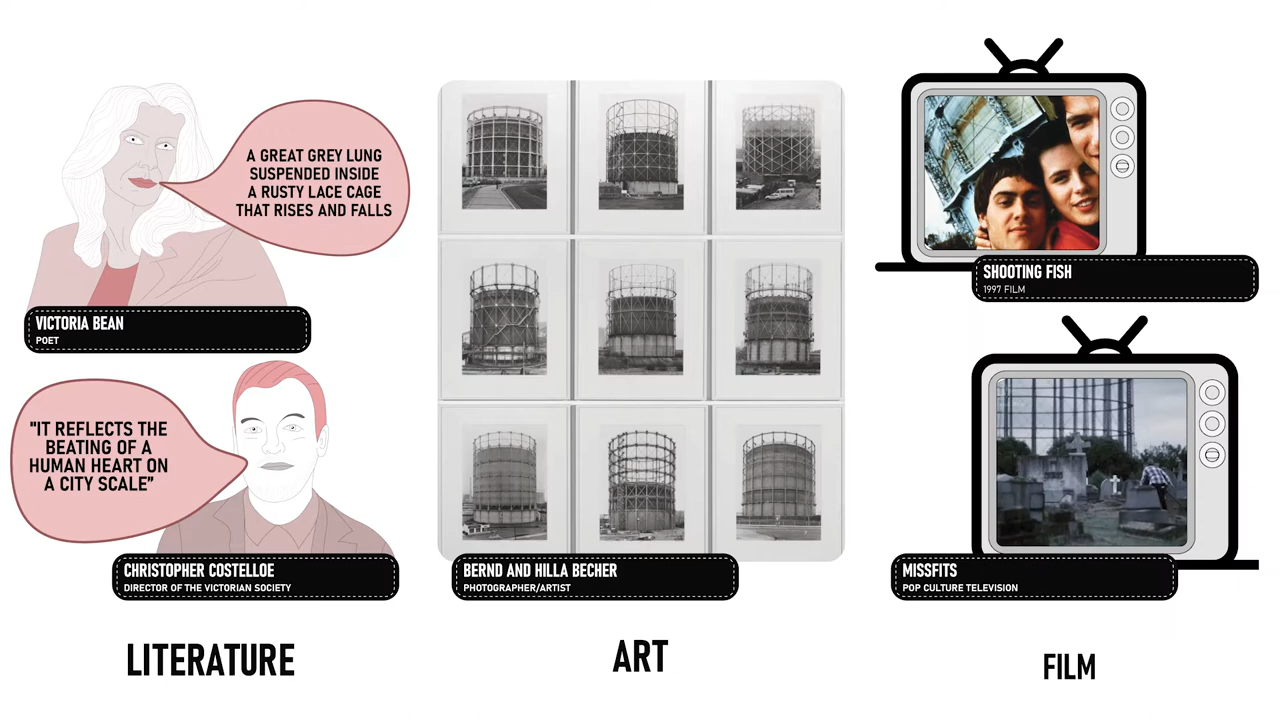 A GREAT GREY LUNG
SUSPENDED INSIDE
A RUSTY LACE CAGE
THAT RISES AND FALLS
VICTORIA BEAN
POET
"IT REFLECTS THE
BEATING OF A
HUMAN HEART ON
A CITY SCALE”
CHRISTOPHER COSTELLOE
DIRECTOR OF THE VICTORIAN SOCIETY
LITERATURE
BERND AND HILLA BECHER
PHOTOGRAPHER/ARTIST
ART
SHOOTING FISH
1997 FILM
MISSFITS
POP CULTURE TELEVISION
FILM